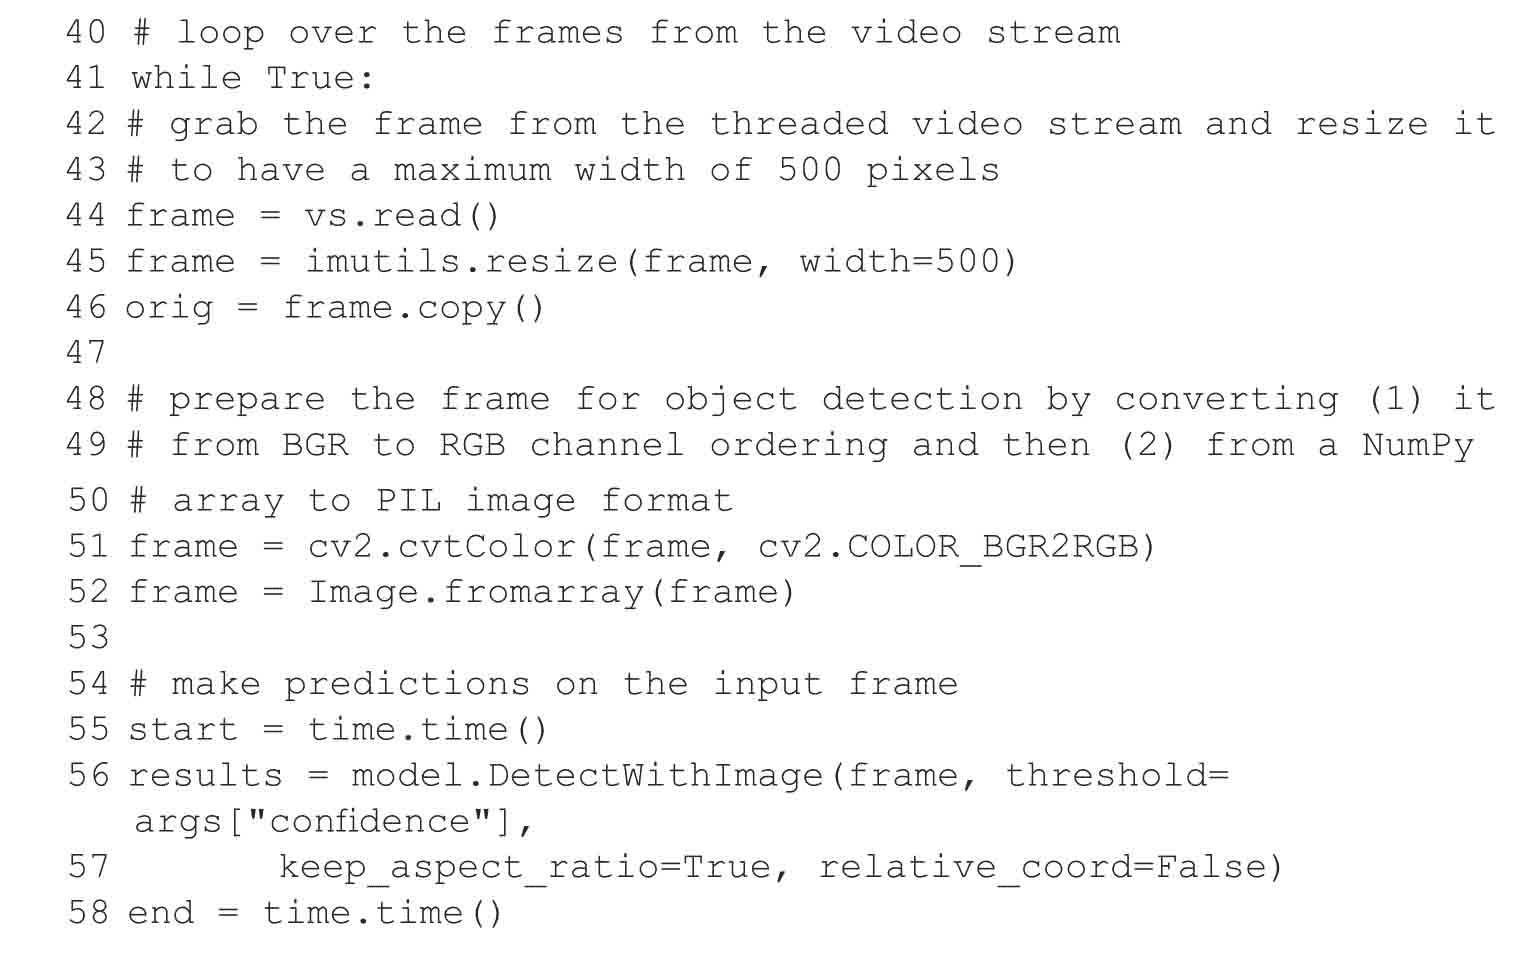 40 # loop over the frames from the video stream
41 while True:
42 # grab the frame from the threaded video stream and resize it
43 # to have a maximum width of 500 pixels
44 frame = vs.read()
45 frame = imutils.resize(frame, width=500)
46 orig = frame.copy()
47
48 # prepare the frame for object detection by converting (1) it
49 # from BGR to RGB channel ordering and then (2) from a NumPy
50 # array to PIL image format
51 frame = cv2.cvtColor(frame, cv2.COLOR_BGR2RGB)
52 frame = Image.fromarray(frame)
53
54 # make predictions on the input frame
55 start = time.time()
56 results = model.DetectWithImage(frame, threshold=
args["confidence"],
57 keep_aspect_ratio=True, relative_coord=False)
58 end = time.time()